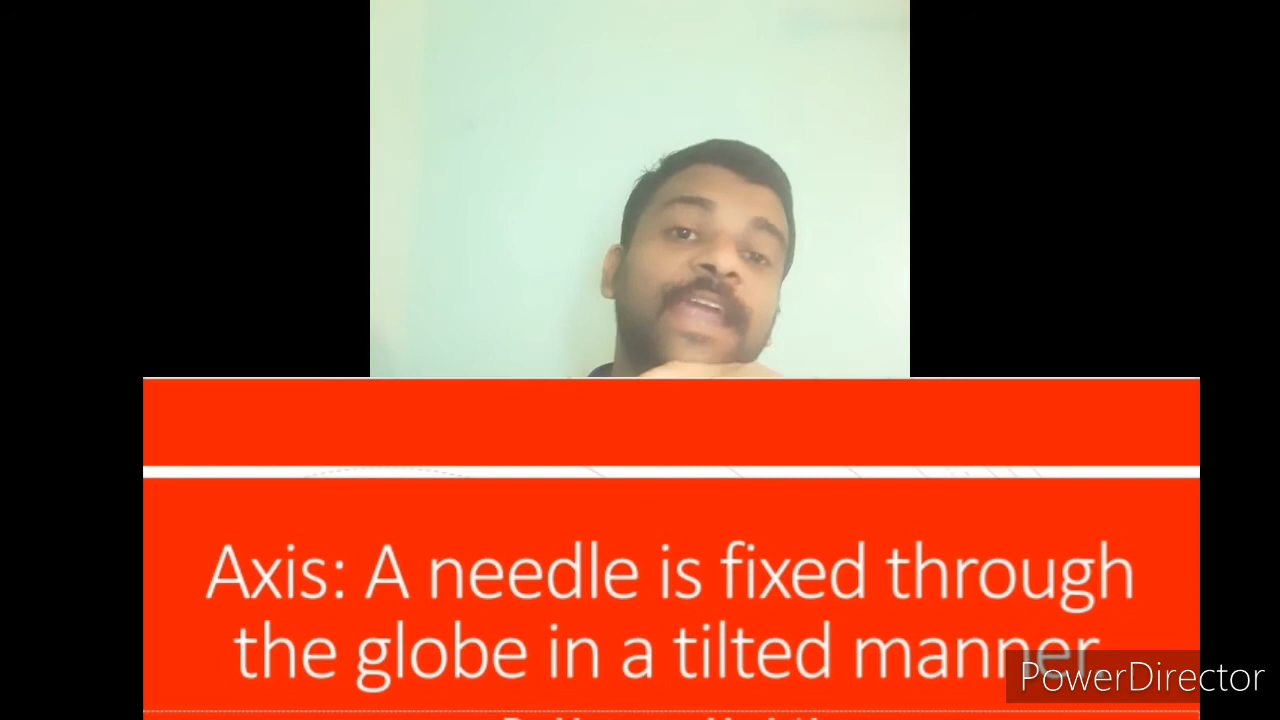 Axis: A needle is fixed through
the globe in a tilted manner
PowerDirector